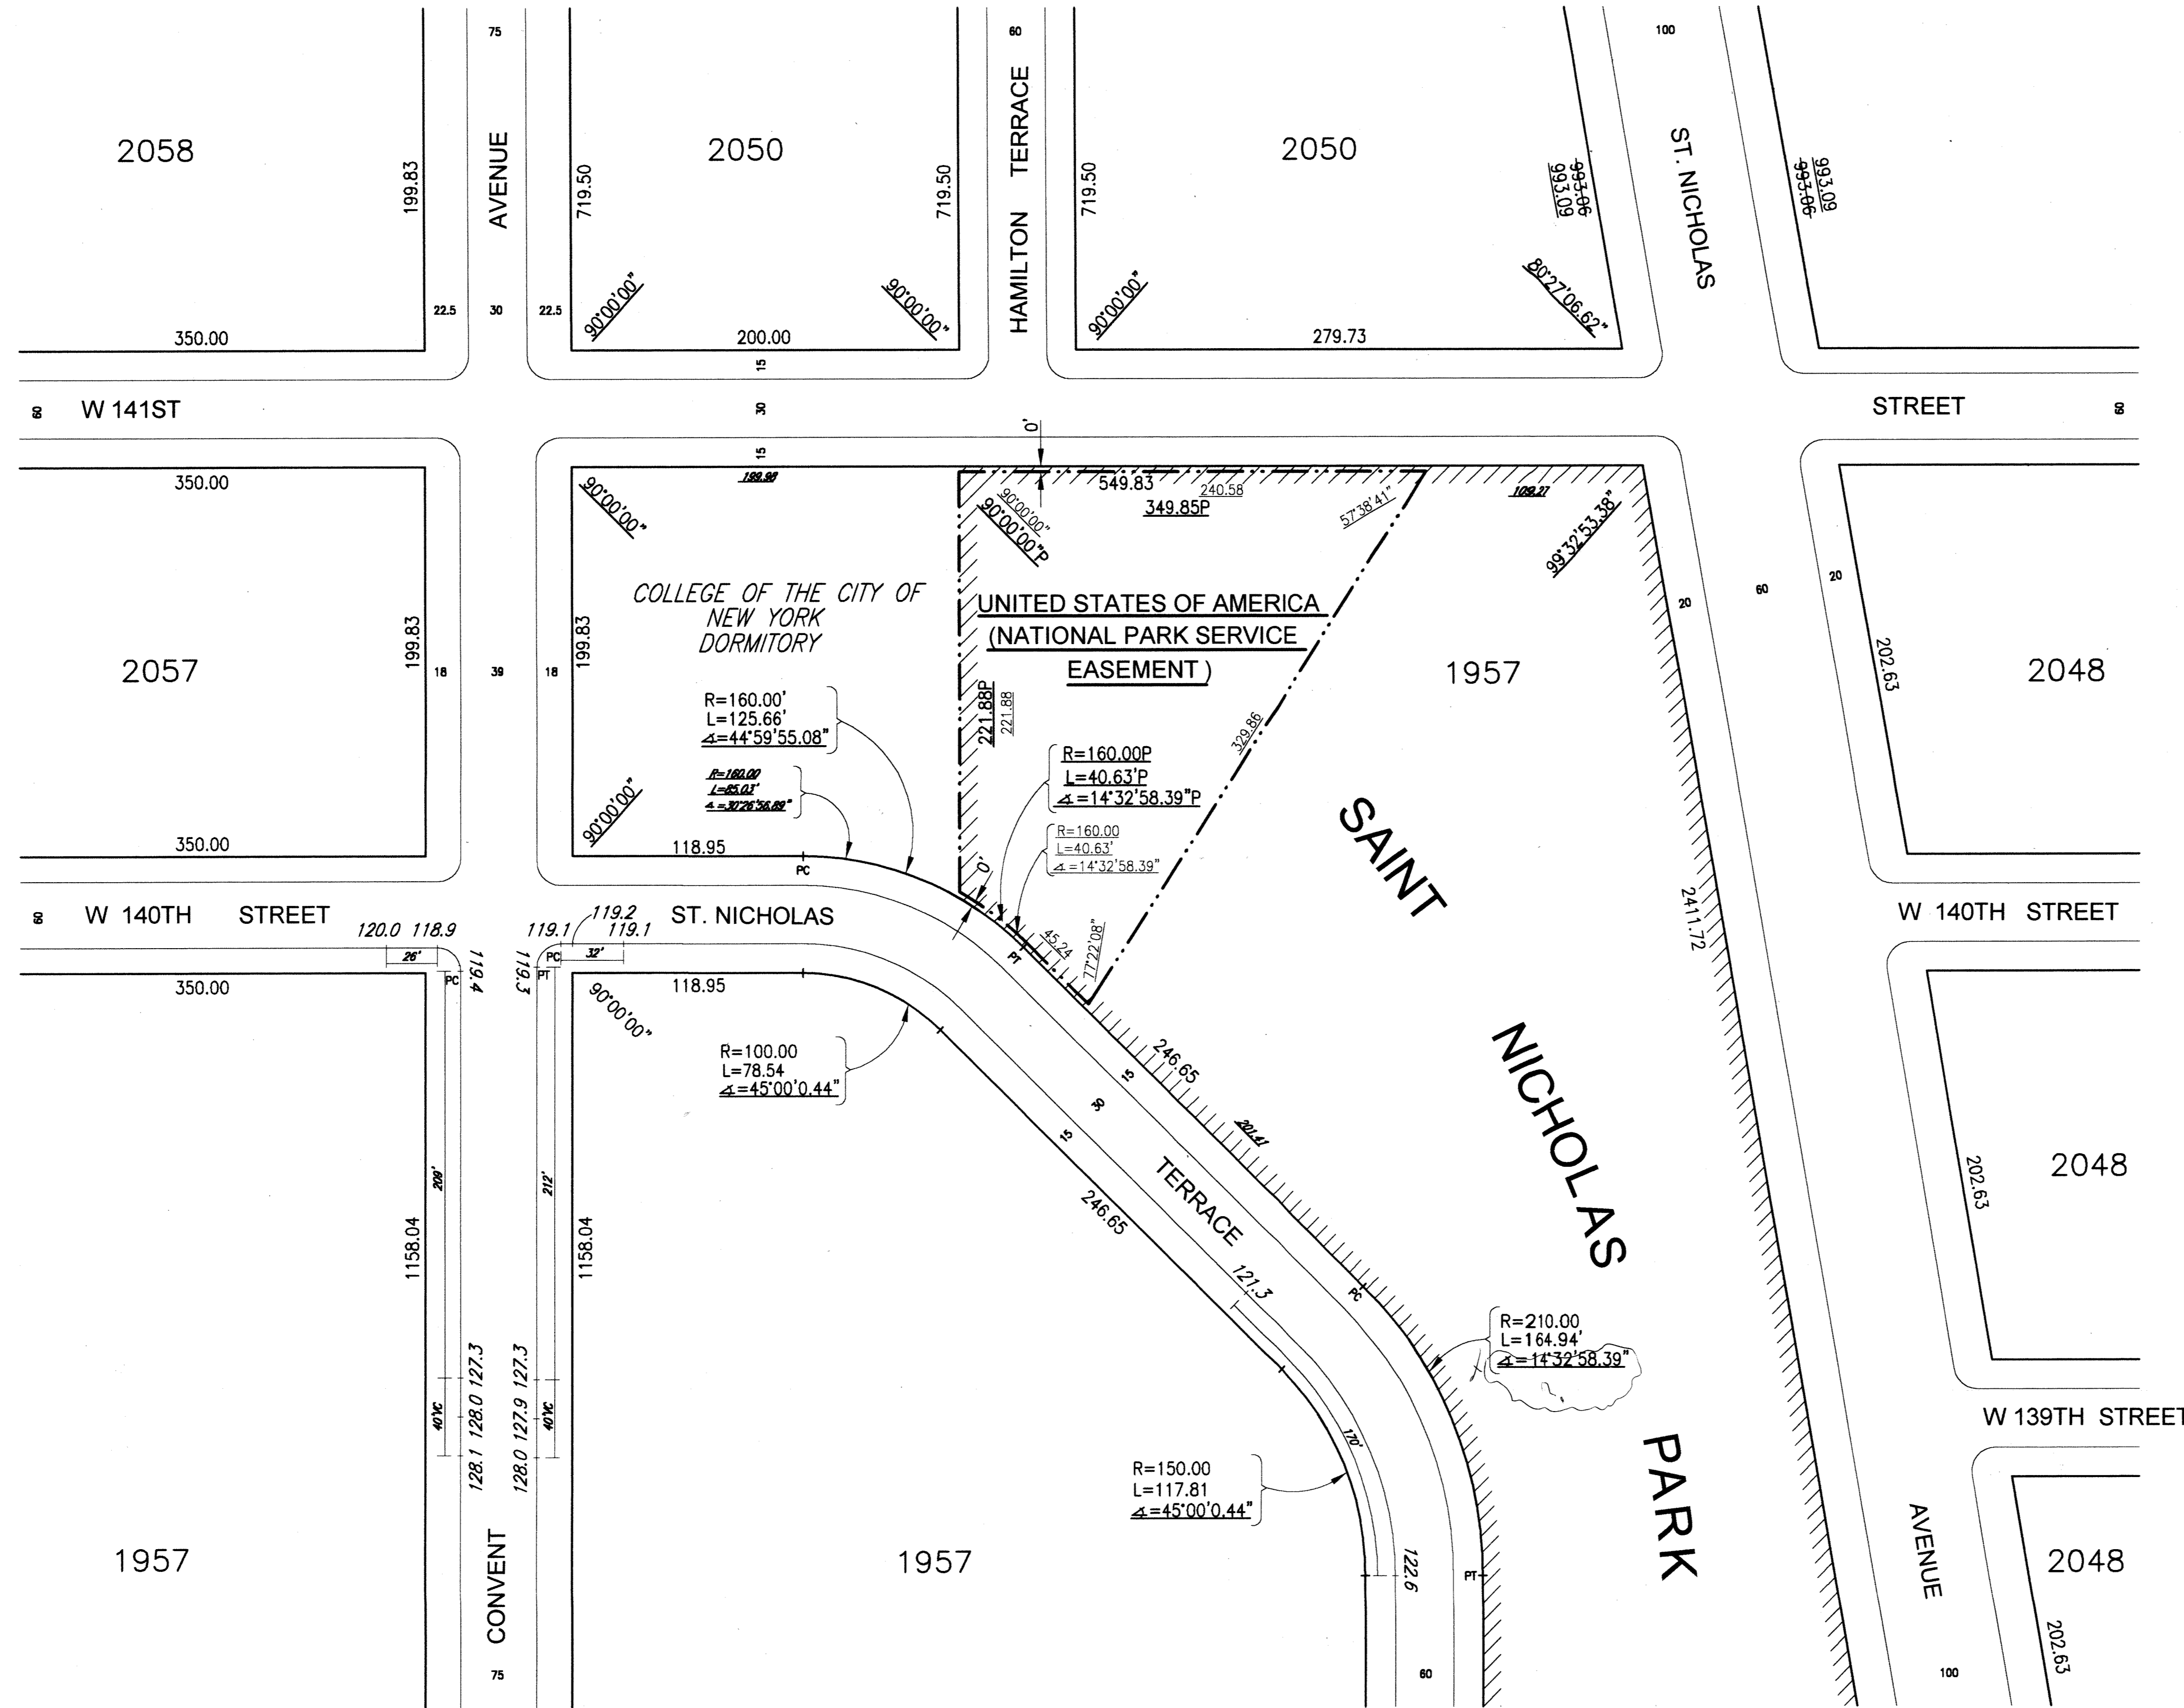 75
60
100
2058
AVENUE
2050
HAMILTON TERRACE
2050
ST. NICHOLAS
199.83
719.50
719.50
719.50
993.06
993.09
993.09
993.06
90°00'00"
90°00'00"
90°00'00"
80°27'06.62"
22.5
30
22.5
350.00
200.00
279.73
15
60
W 141ST
30
STREET
60
15
0'
350.00
199.98
549.83
240.58
349.85P
109.27
90°00'00"
90°00'00"
90°00'00"P
57°38'41"
99°32'53.38"
COLLEGE OF THE CITY OF
NEW YORK
DORMITORY
UNITED STATES OF AMERICA
(NATIONAL PARK SERVICE
EASEMENT)
20
60
20
199.83
199.83
2057
18
39
18
1957
202.63
2048
221.88P
221.88
329.86
R=160.00'
L=125.66'
∡=44°59'55.08"
R=160.00
L=85.03'
∡=30°26'56.89"
R=160.00P
L=40.63'P
∡=14°32'58.39"P
R=160.00
L=40.63'
∡=14°32'58.39"
90°00'00"
350.00
118.95
PC
0'
SAINT
NICHOLAS
PARK
2411.72
60
W 140TH STREET
ST. NICHOLAS
W 140TH STREET
120.0 118.9
119.1
119.2
119.1
26'
PC
32'
119.4
119.3
PC
PT
PT
45.24
77°22'08"
350.00
118.95
90°00'00"
R=100.00
L=78.54
∡=45°00'0.44"
246.65
15
30
15
201.41
TERRACE
246.65
209'
212'
1158.04
1158.04
202.63
2048
121.3
PC
R=210.00
L=164.94'
∡=14°32'58.39"
40'VC
128.1 128.0 127.3
128.0 127.9 127.3
40'VC
170'
W 139TH STREET
R=150.00
L=117.81
∡=45°00'0.44"
1957
CONVENT
1957
122.6
PT
AVENUE
2048
202.63
75
60
100